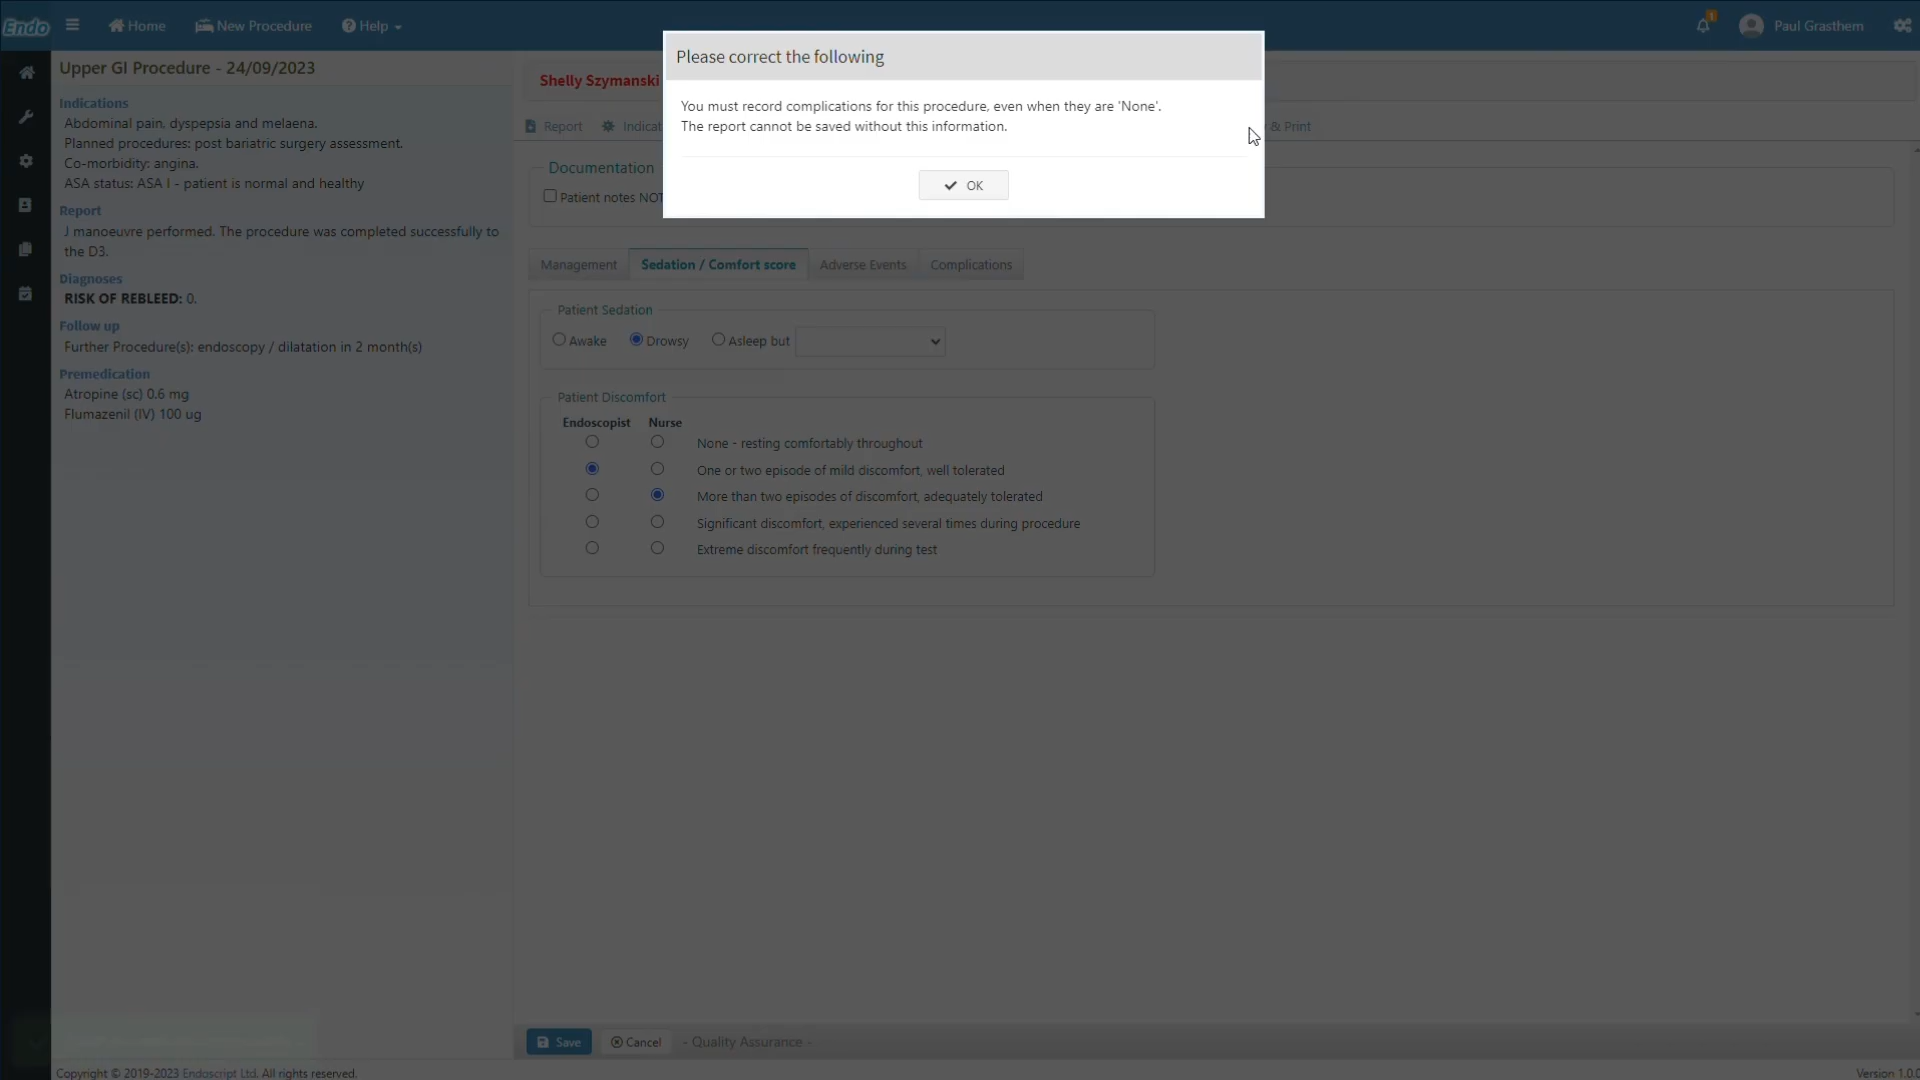 Endo
Home
New Procedure
Help
1
Paul Grasthem
Upper GI Procedure - 24/09/2023
Indications
Abdominal pain, dyspepsia and melaena.
Planned procedures: post bariatric surgery assessment.
Co-morbidity: angina.
ASA status: ASA I - patient is normal and healthy
Report
J manoeuvre performed. The procedure was completed successfully to
the D3.
Diagnoses
RISK OF REBLEED: 0.
Follow up
Further Procedure(s): endoscopy / dilatation in 2 month(s)
Premedication
Atropine (sc) 0.6 mg
Flumazenil (IV) 100 ug
Shelly Szymanski
Please correct the following
You must record complications for this procedure, even when they are 'None'.
The report cannot be saved without this information.
OK
Report Indicat & Print
Documentation
Patient notes NOT
Management Sedation / Comfort score Adverse Events Complications
Patient Sedation
Awake Drowsy Asleep but
Patient Discomfort
Endoscopist Nurse
None - resting comfortably throughout
One or two episode of mild discomfort, well tolerated
More than two episodes of discomfort, adequately tolerated
Significant discomfort, experienced several times during procedure
Extreme discomfort frequently during test
Save Cancel - Quality Assurance -
Copyright © 2019-2023 Endoscript Ltd. All rights reserved.
Version 1.0.0